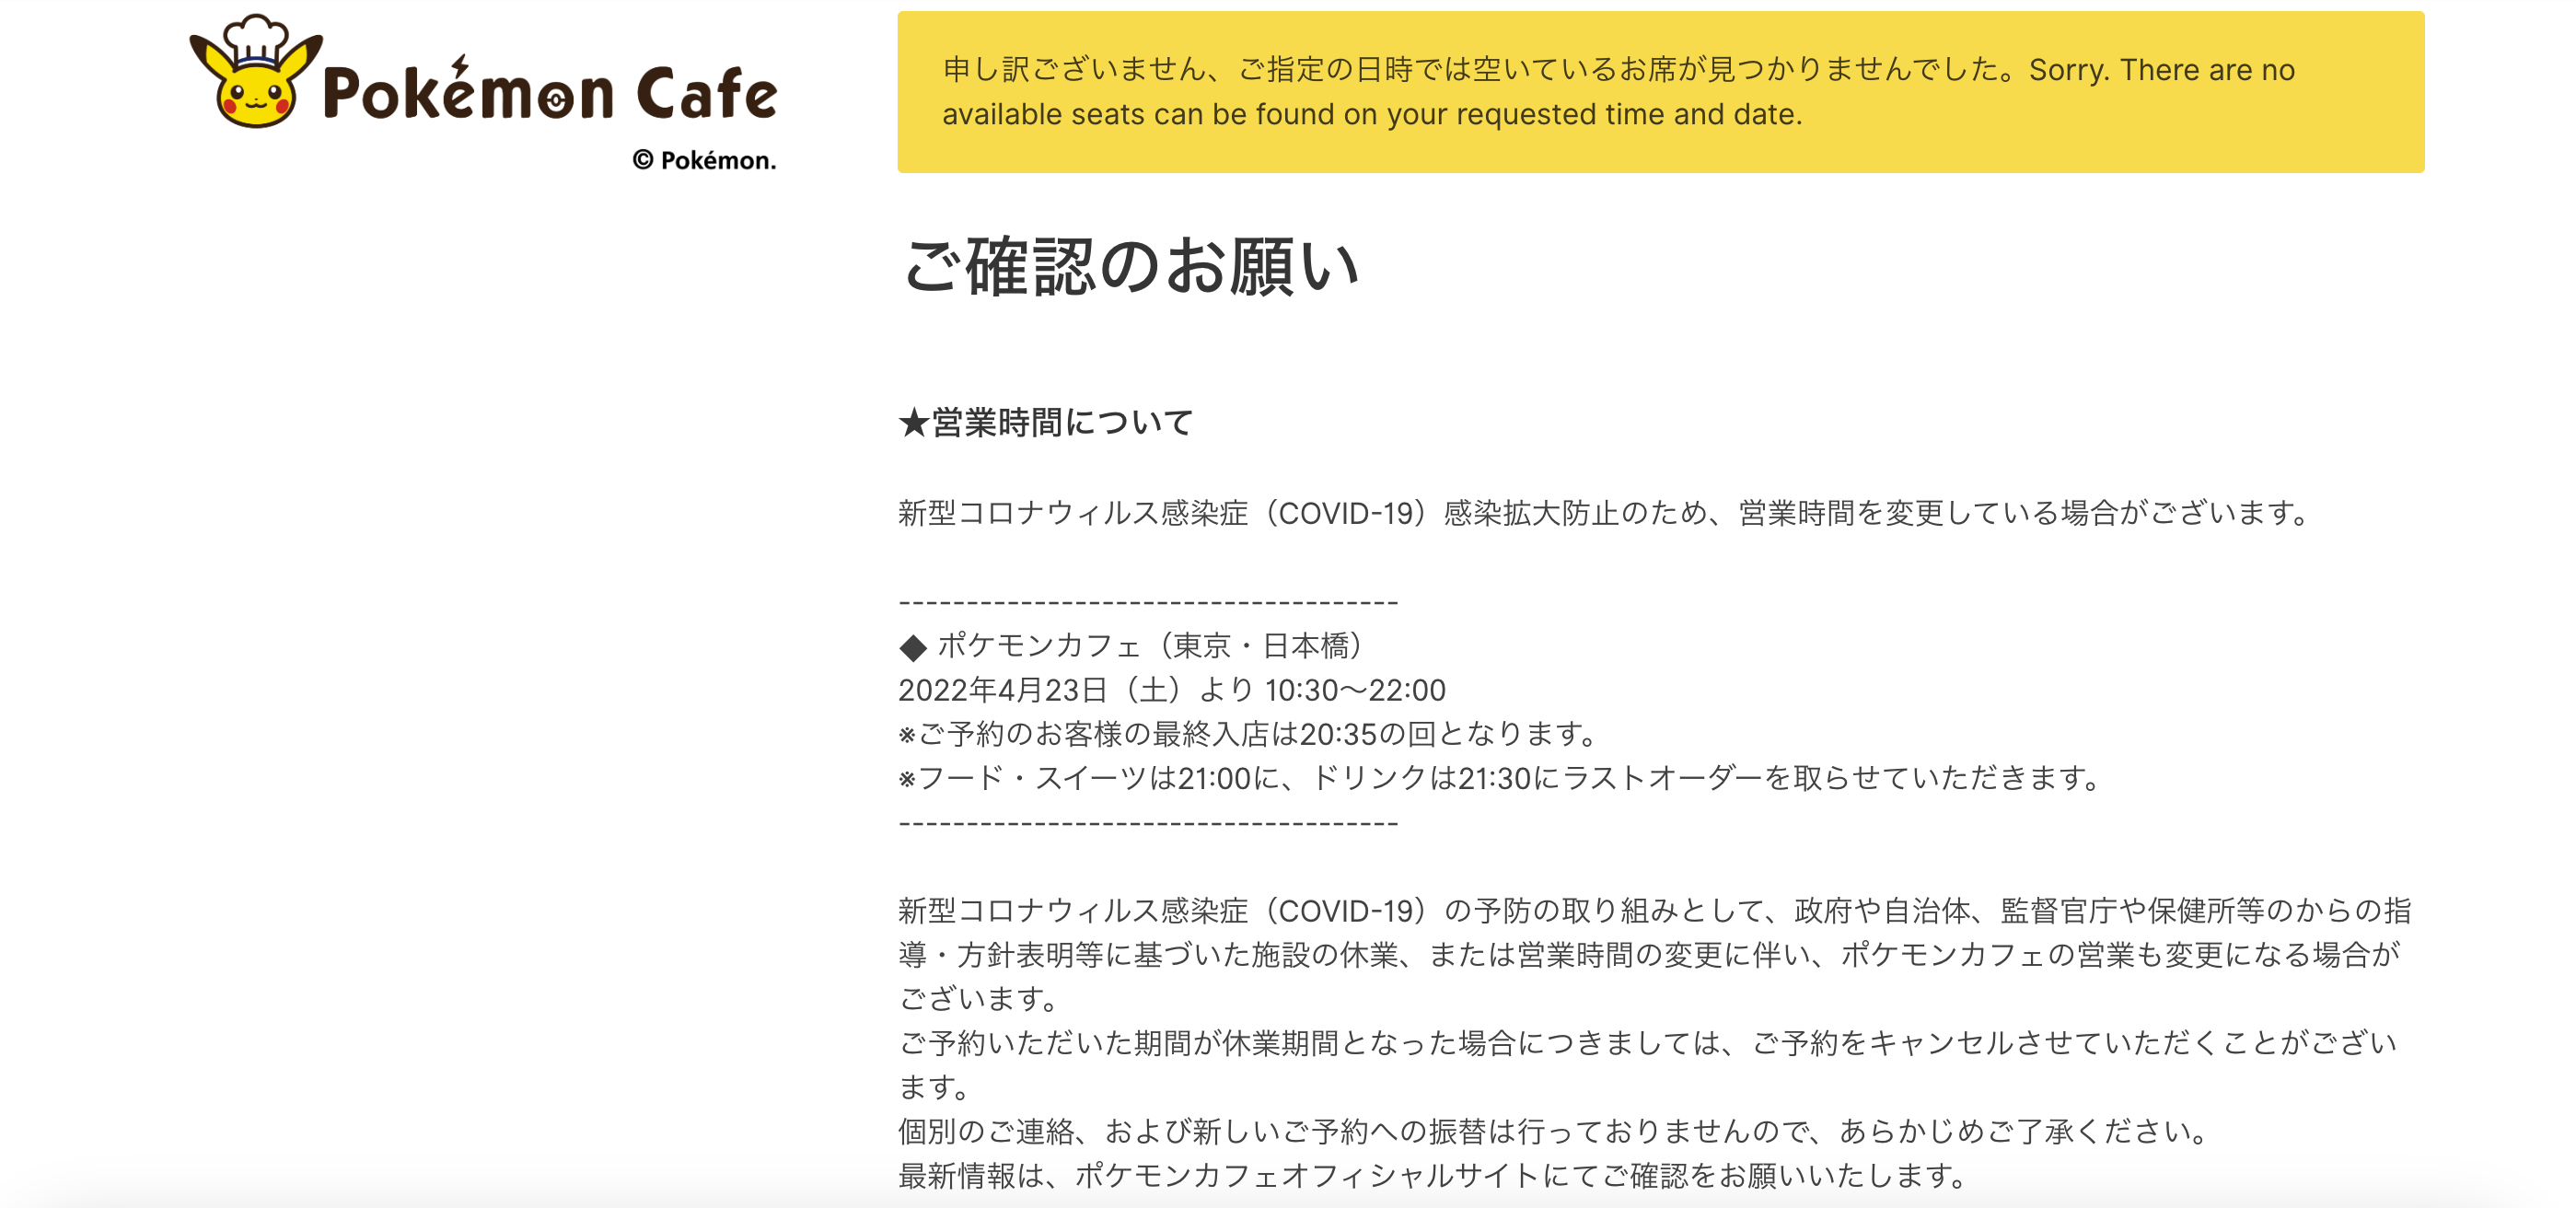 Pokémon Cafe
© Pokémon.
申し訳ございません、ご指定の日時では空いているお席が見つかりませんでした。Sorry. There are no
available seats can be found on your requested time and date.
ご確認のお願い
★営業時間について
新型コロナウィルス感染症（COVID-19）感染拡大防止のため、営業時間を変更している場合がございます。
-------------------------------------
◆ ポケモンカフェ（東京・日本橋）
2022年4月23日（土）より 10:30〜22:00
※ご予約のお客様の最終入店は20:35の回となります。
※フード・スイーツは21:00に、ドリンクは21:30にラストオーダーを取らせていただきます。
-------------------------------------
新型コロナウィルス感染症（COVID-19）の予防の取り組みとして、政府や自治体、監督官庁や保健所等のからの指
導・方針表明等に基づいた施設の休業、または営業時間の変更に伴い、ポケモンカフェの営業も変更になる場合が
ございます。
ご予約いただいた期間が休業期間となった場合につきましては、ご予約をキャンセルさせていただくことがござい
ます。
個別のご連絡、および新しいご予約への振替は行っておりませんので、あらかじめご了承ください。
最新情報は、ポケモンカフェオフィシャルサイトにてご確認をお願いいたします。